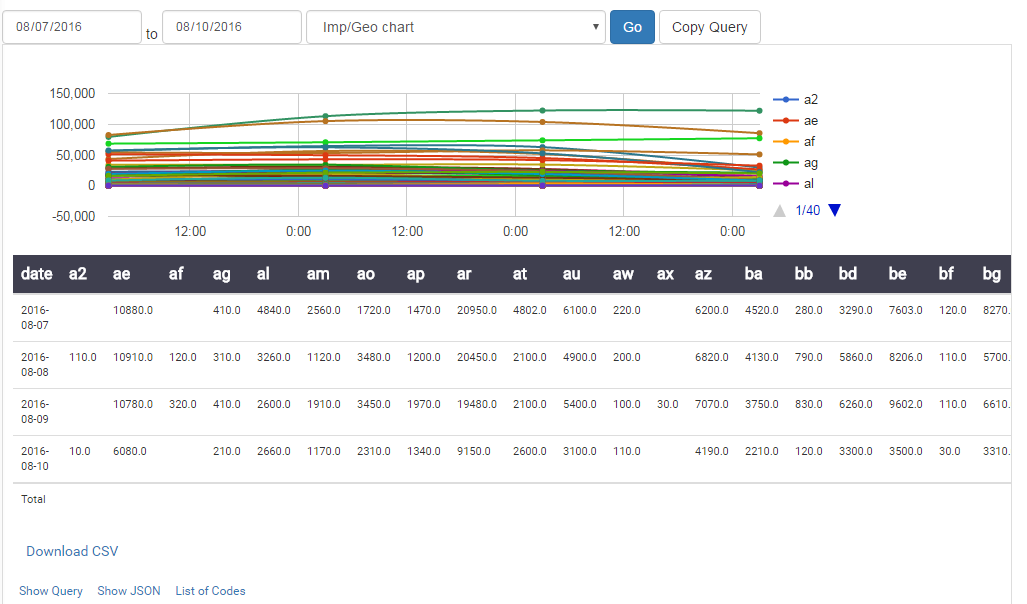 08/07/2016 to 08/10/2016 Imp/Geo chart Go Copy Query
150,000
100,000
50,000
0
-50,000
12:00 0:00 12:00 0:00 12:00 0:00
a2
ae
af
ag
al
1/40
date a2 ae af ag al am ao ap ar at au aw ax az ba bb bd be bf bg
2016-08-07 10880.0 410.0 4840.0 2560.0 1720.0 1470.0 20950.0 4802.0 6100.0 220.0 6200.0 4520.0 280.0 3290.0 7603.0 120.0 8270.
2016-08-08 110.0 10910.0 120.0 310.0 3260.0 1120.0 3480.0 1200.0 20450.0 2100.0 4900.0 200.0 6820.0 4130.0 790.0 5860.0 8206.0 110.0 5700.
2016-08-09 10780.0 320.0 410.0 2600.0 1910.0 3450.0 1970.0 19480.0 2100.0 5400.0 100.0 30.0 7070.0 3750.0 830.0 6260.0 9602.0 110.0 6610.
2016-08-10 10.0 6080.0 210.0 2660.0 1170.0 2310.0 1340.0 9150.0 2600.0 3100.0 110.0 4190.0 2210.0 120.0 3300.0 3500.0 30.0 3310.
Total
Download CSV
Show Query Show JSON List of Codes